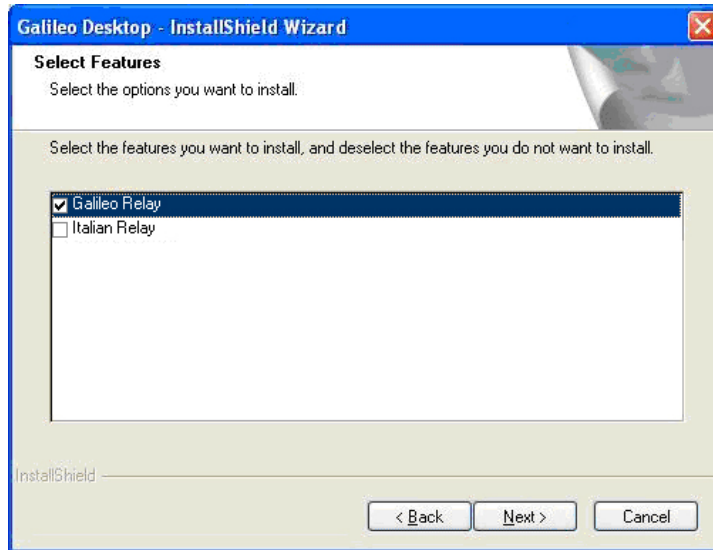 Galileo Desktop - InstallShield Wizard
Select Features
Select the options you want to install.
Select the features you want to install, and deselect the features you do not want to install.
Galileo Relay
Italian Relay
InstallShield
< Back
Next >
Cancel